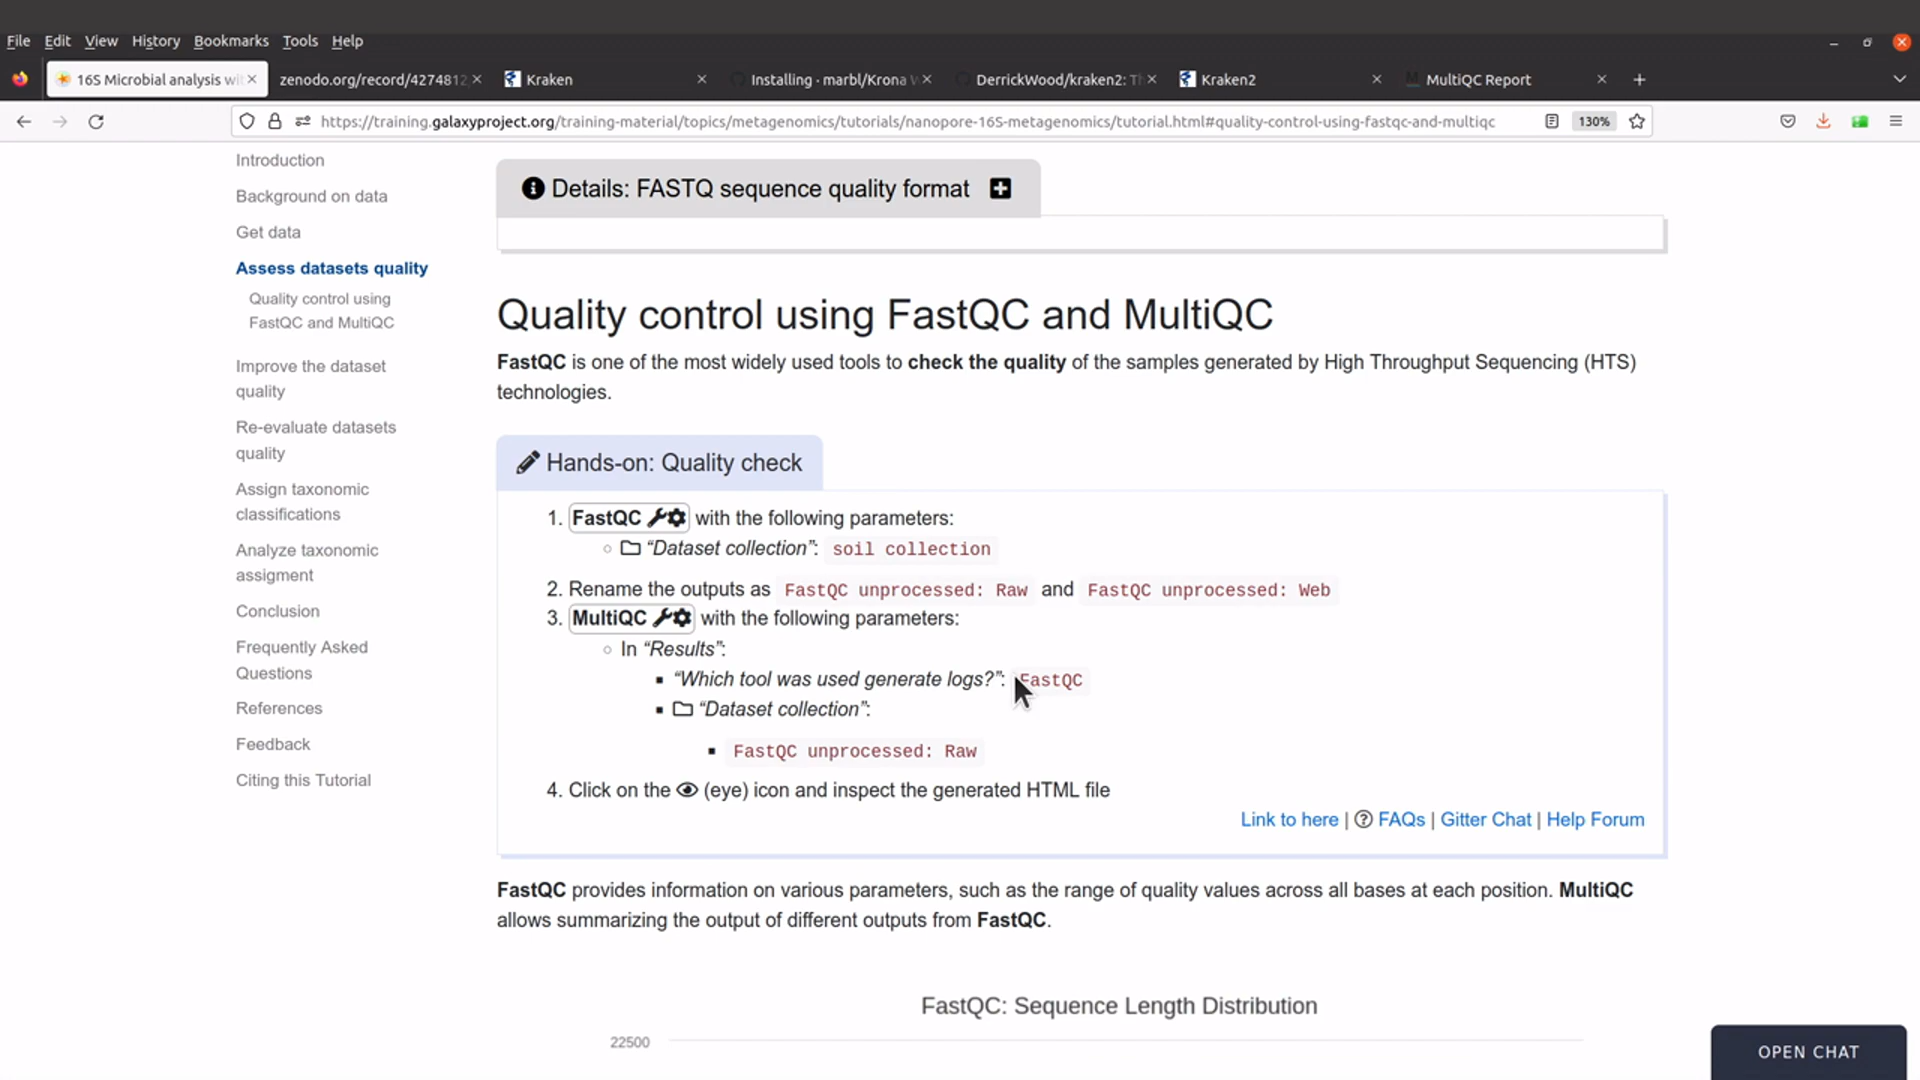 File Edit View History Bookmarks Tools Help
16S Microbial analysis wit
zenodo.org/record/4274812
Kraken
Installing · marbl/Krona W
DerrickWood/kraken2: Th
Kraken2
MultiQC Report
https://training.galaxyproject.org/training-material/topics/metagenomics/tutorials/nanopore-16S-metagenomics/tutorial.html#quality-control-using-fastqc-and-multiqc
130%
Introduction
Background on data
Get data
Assess datasets quality
Quality control using
FastQC and MultiQC
Improve the dataset
quality
Re-evaluate datasets
quality
Assign taxonomic
classifications
Analyze taxonomic
assigment
Conclusion
Frequently Asked
Questions
References
Feedback
Citing this Tutorial
Details: FASTQ sequence quality format
Quality control using FastQC and MultiQC
FastQC is one of the most widely used tools to check the quality of the samples generated by High Throughput Sequencing (HTS)
technologies.
Hands-on: Quality check
1. FastQC with the following parameters:
“Dataset collection”: soil collection
2. Rename the outputs as FastQC unprocessed: Raw and FastQC unprocessed: Web
3. MultiQC with the following parameters:
In “Results”:
“Which tool was used generate logs?”: FastQC
“Dataset collection”:
FastQC unprocessed: Raw
4. Click on the (eye) icon and inspect the generated HTML file
Link to here | FAQs | Gitter Chat | Help Forum
FastQC provides information on various parameters, such as the range of quality values across all bases at each position. MultiQC
allows summarizing the output of different outputs from FastQC.
FastQC: Sequence Length Distribution
22500
OPEN CHAT